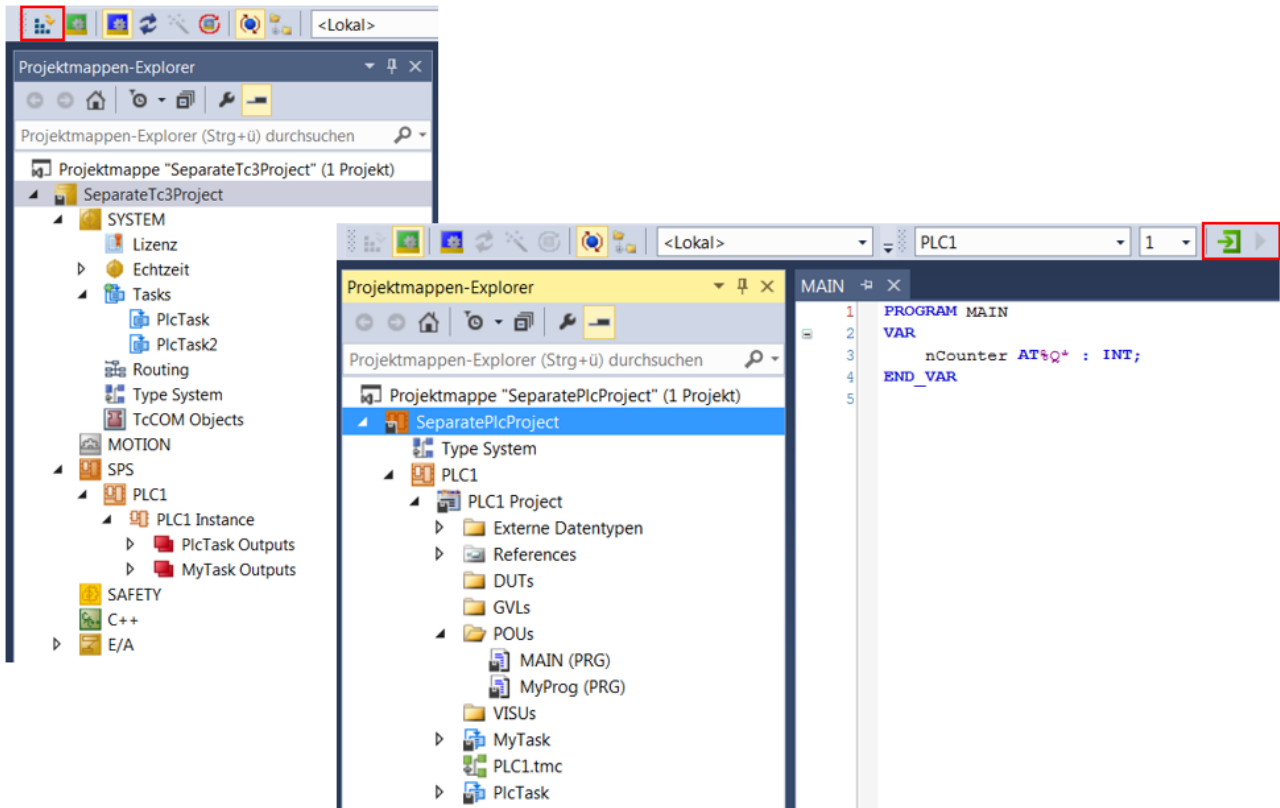 <Lokal>
Projektmappen-Explorer
Projektmappen-Explorer (Strg+ü) durchsuchen
Projektmappe "SeparateTc3Project" (1 Projekt)
SeparateTc3Project
SYSTEM
Lizenz
Echtzeit
Tasks
PlcTask
PlcTask2
Routing
Type System
TcCOM Objects
MOTION
SPS
PLC1
PLC1 Instance
PlcTask Outputs
MyTask Outputs
SAFETY
C++
E/A
<Lokal> PLC1 1
Projektmappen-Explorer
Projektmappen-Explorer (Strg+ü) durchsuchen
Projektmappe "SeparatePlcProject" (1 Projekt)
SeparatePlcProject
Type System
PLC1
PLC1 Project
Externe Datentypen
References
DUTs
GVLs
POUs
MAIN (PRG)
MyProg (PRG)
VISUs
MyTask
PLC1.tmc
PlcTask
MAIN
1 PROGRAM MAIN
2 VAR
3 nCounter AT%Q* : INT;
4 END_VAR
5